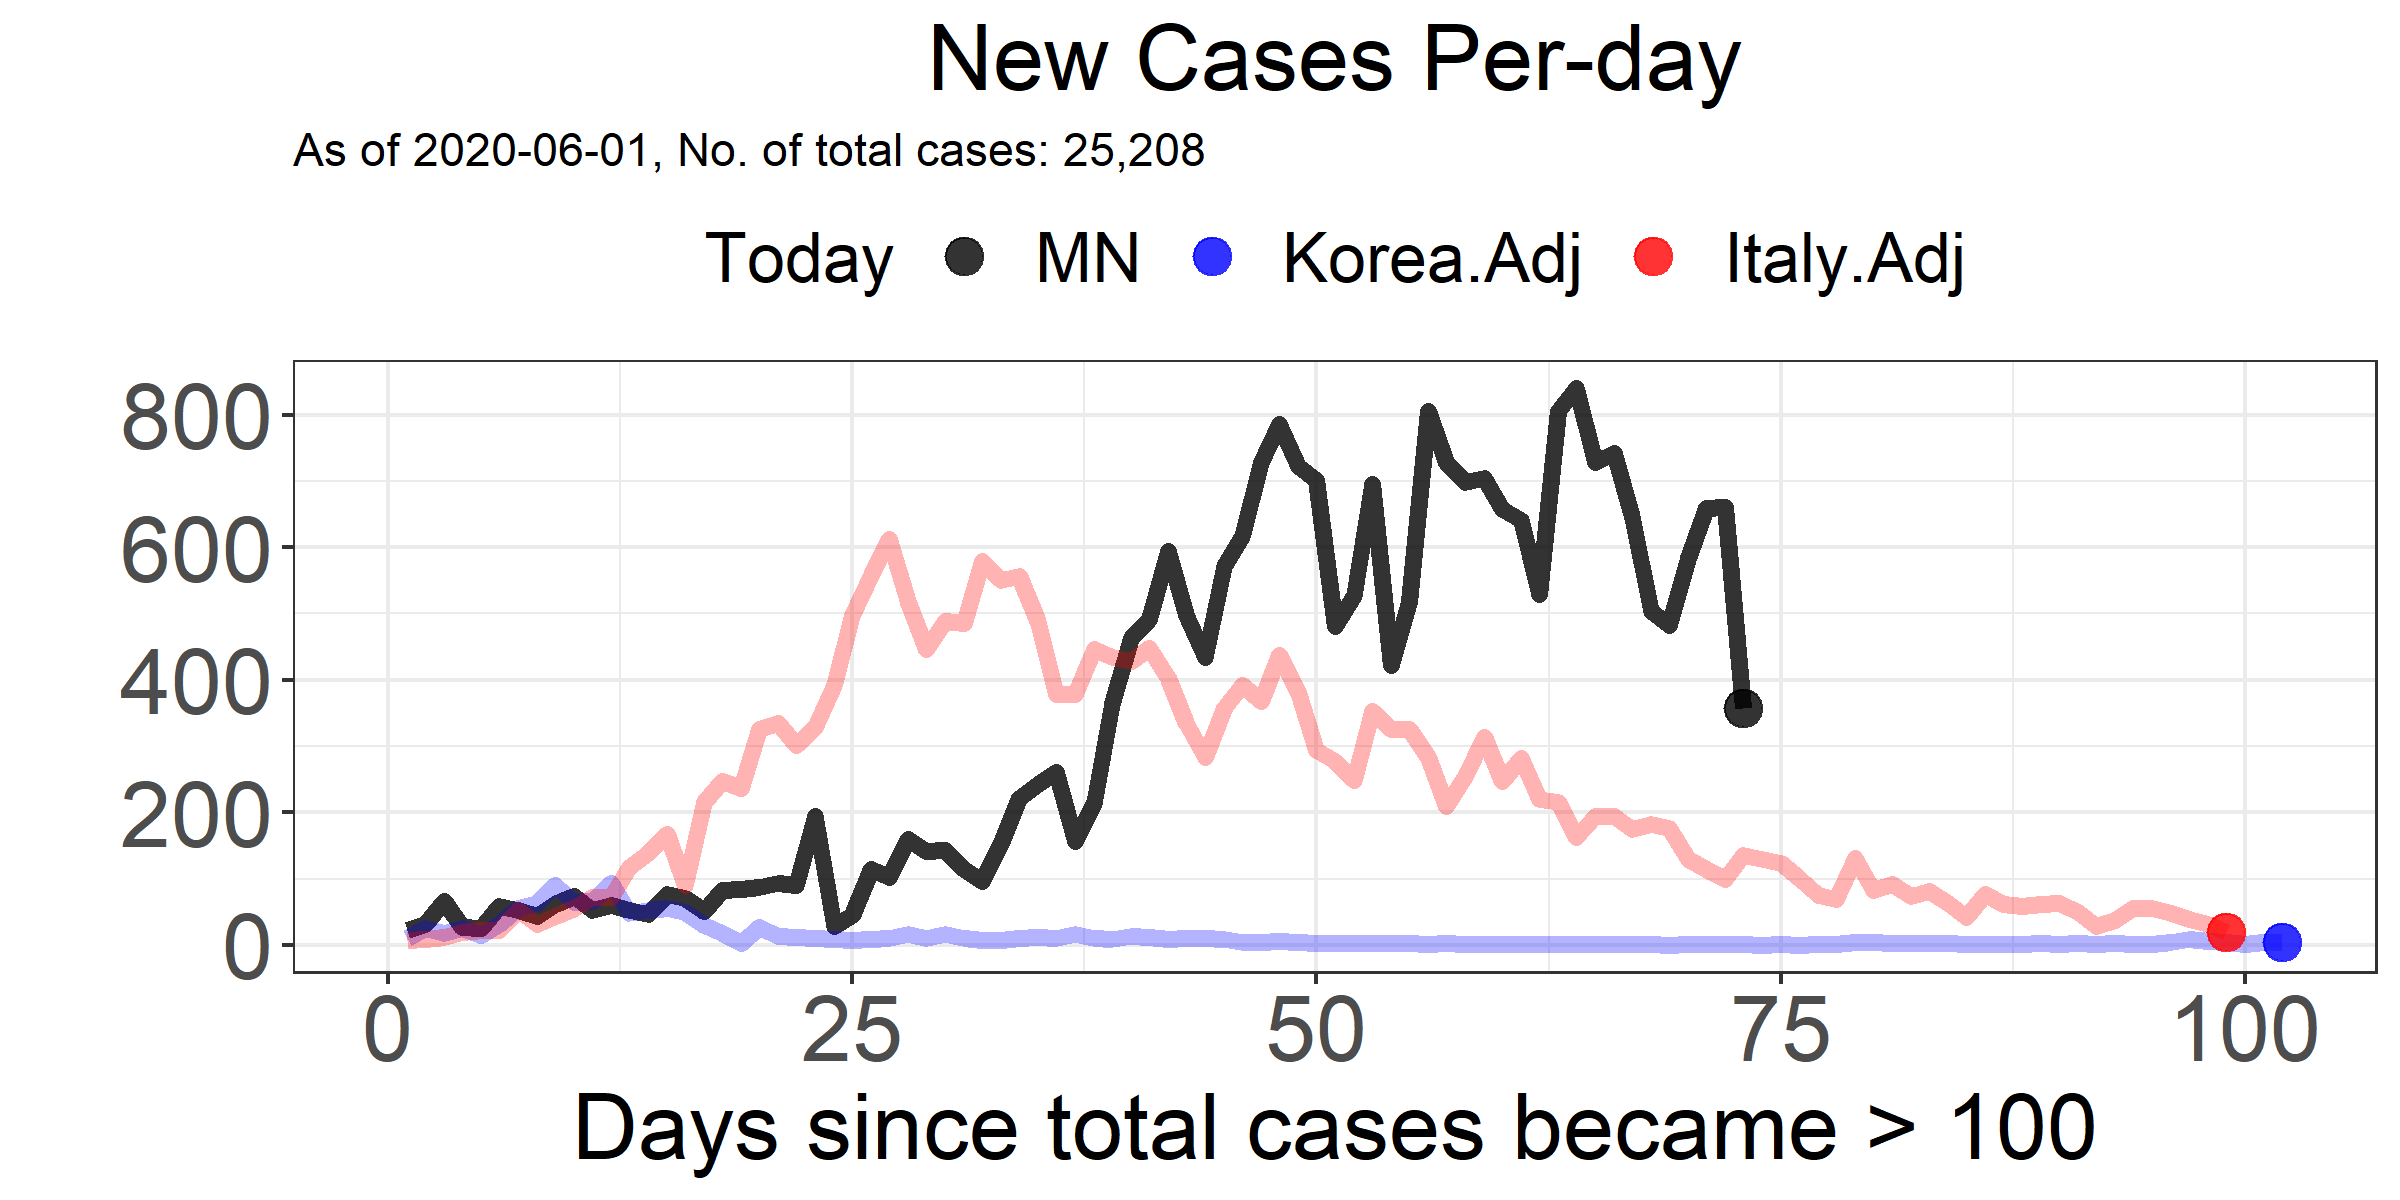 New Cases Per-day
As of 2020-06-01, No. of total cases: 25,208
Today MN Korea.Adj Italy.Adj
800
600
400
200
0
0 25 50 75 100
Days since total cases became > 100